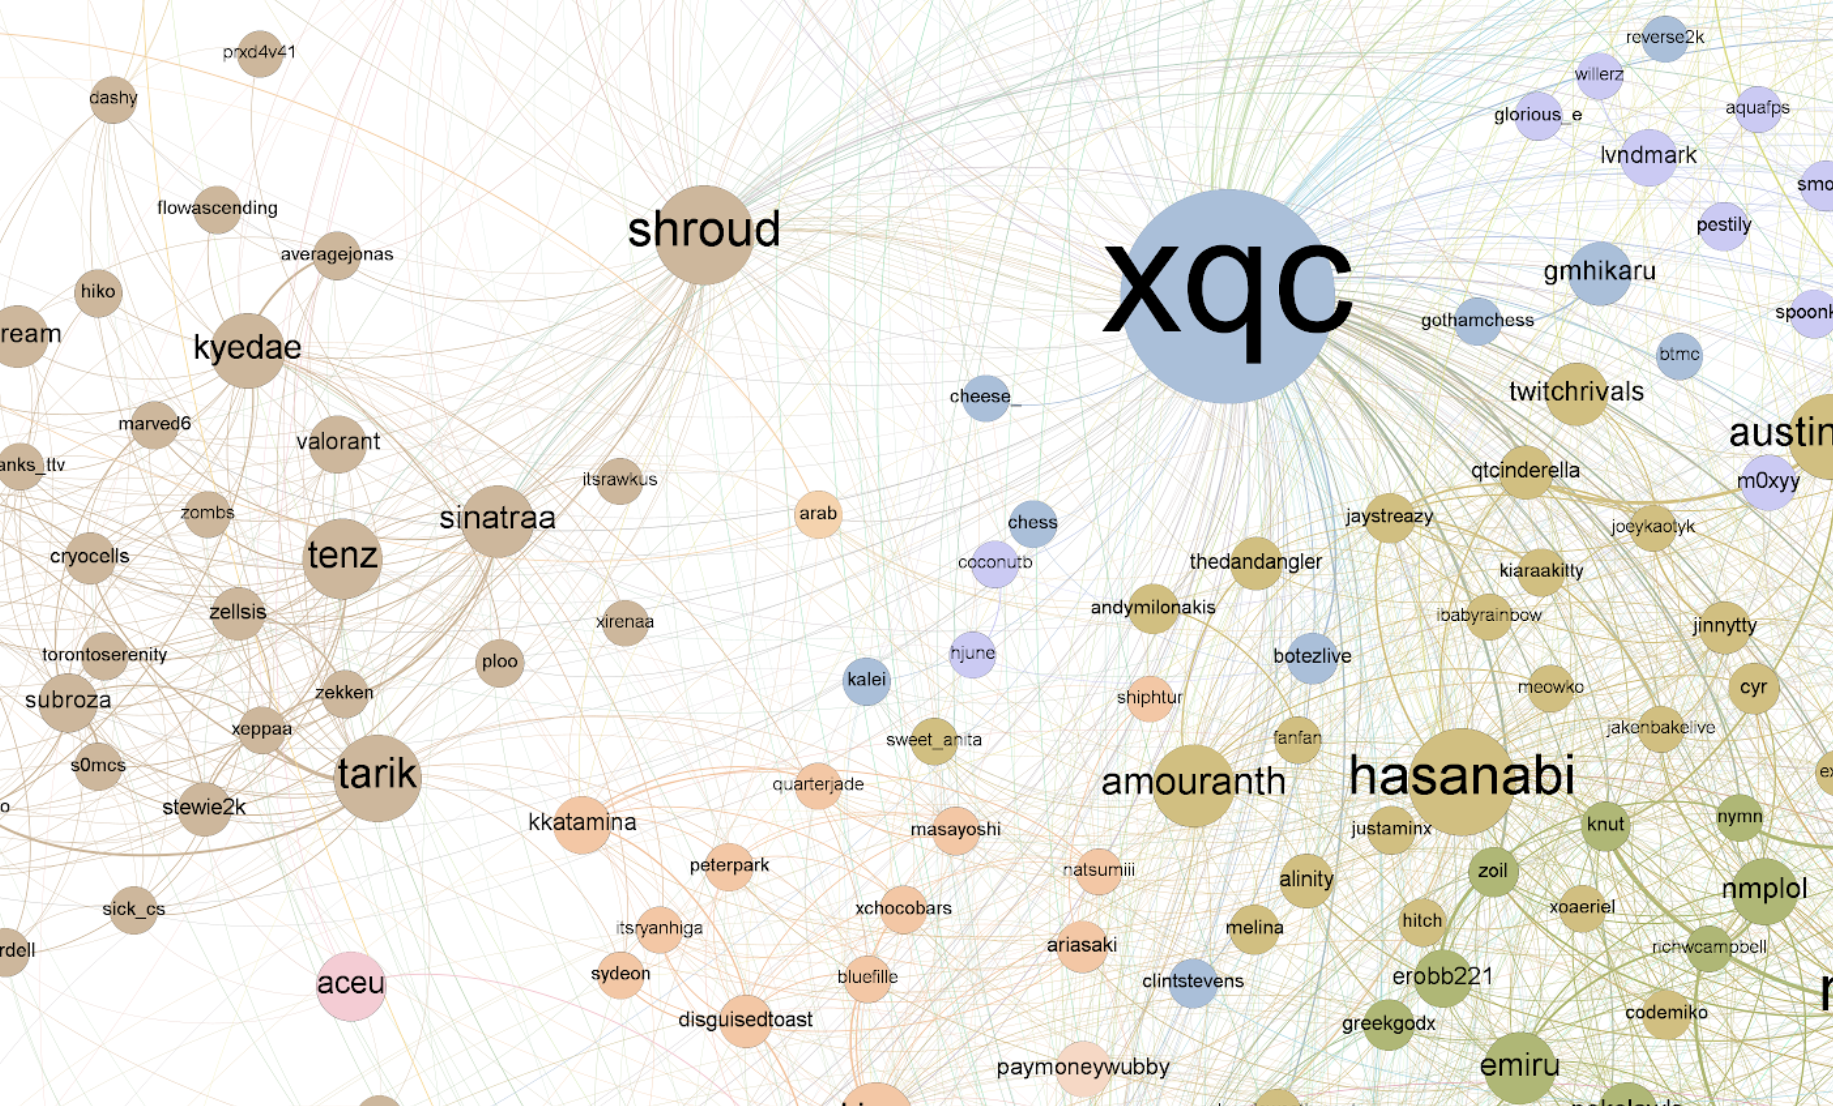 reverse2k
prxd4v41
willerz
dashy
aquafps
glorious_e
lvndmark
smo
flowascending
pestily
shroud
averagejonas
gmhikaru
xqc
hiko
spoonk
gothamchess
ream
kyedae
btmc
twitchrivals
cheese_
marved6
austin
valorant
anks_ttv
qtcinderella
itsrawkus
m0xyy
zombs
arab
sinatraa
jaystreazy
chess
joeykaotyk
cryocells
tenz
coconutb
thedandangler
kiaraakitty
andymilonakis
zellsis
ibabyrainbow
xirenaa
jinnytty
torontoserenity
hjune
botezlive
ploo
kalei
meowko
cyr
zekken
subroza
shiphtur
xeppaa
jakenbakelive
sweet_anita
fanfan
s0mcs
tarik
amouranth
hasanabi
ex
quarterjade
o
stewie2k
kkatamina
masayoshi
justaminx
knut
nymn
peterpark
natsumiii
zoil
alinity
nmplol
sick_cs
xchocobars
xoaeriel
itsryanhiga
melina
hitch
rdell
ariasaki
richwcampbell
sydeon
bluefille
erobb221
aceu
clintstevens
disguisedtoast
greekgodx
codemiko
paymoneywubby
emiru